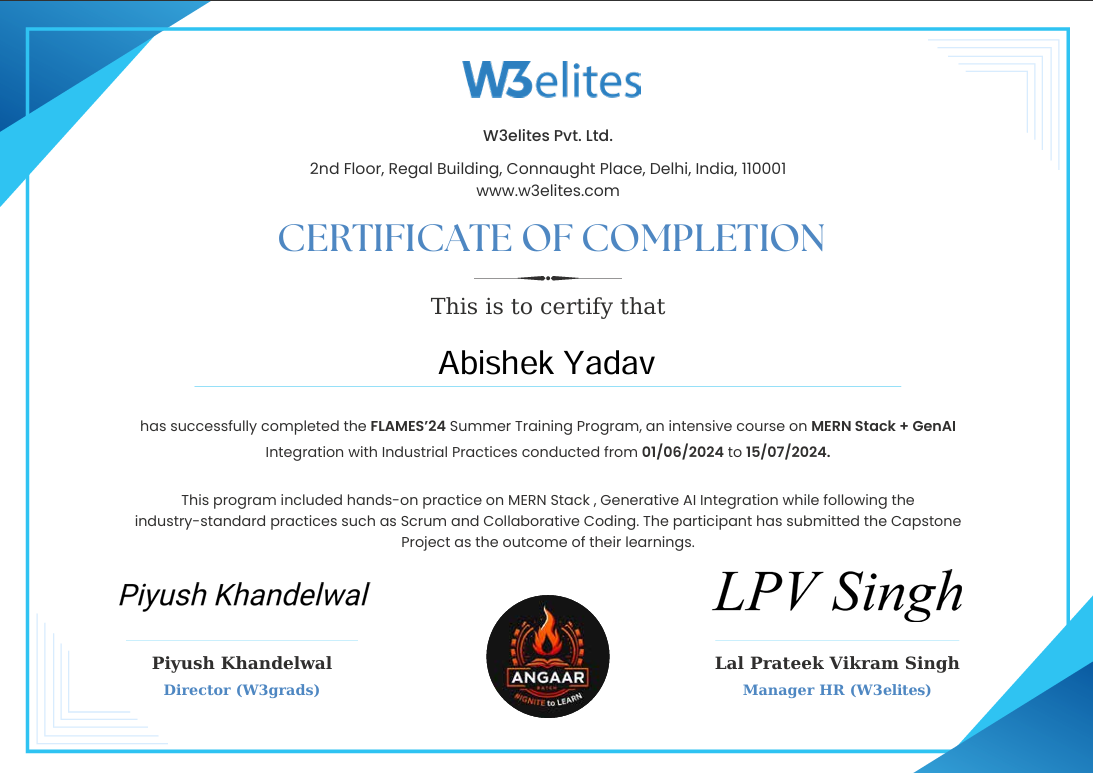 W3elites
W3elites Pvt. Ltd.
2nd Floor, Regal Building, Connaught Place, Delhi, India, 110001
www.w3elites.com
CERTIFICATE OF COMPLETION
This is to certify that
Abishek Yadav
has successfully completed the FLAMES’24 Summer Training Program, an intensive course on MERN Stack + GenAI
Integration with Industrial Practices conducted from 01/06/2024 to 15/07/2024.
This program included hands-on practice on MERN Stack , Generative AI Integration while following the
industry-standard practices such as Scrum and Collaborative Coding. The participant has submitted the Capstone
Project as the outcome of their learnings.
Piyush Khandelwal
Piyush Khandelwal
Director (W3grads)
ANGAAR
BATCH
#IGNITE to LEARN
LPV Singh
Lal Prateek Vikram Singh
Manager HR (W3elites)